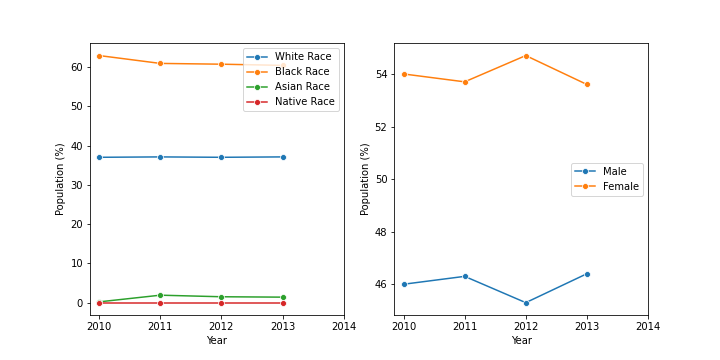 60
50
40
30
20
10
0
Population (%)
2010 2011 2012 2013 2014
Year
White Race
Black Race
Asian Race
Native Race
54
52
50
48
46
Population (%)
2010 2011 2012 2013 2014
Year
Male
Female